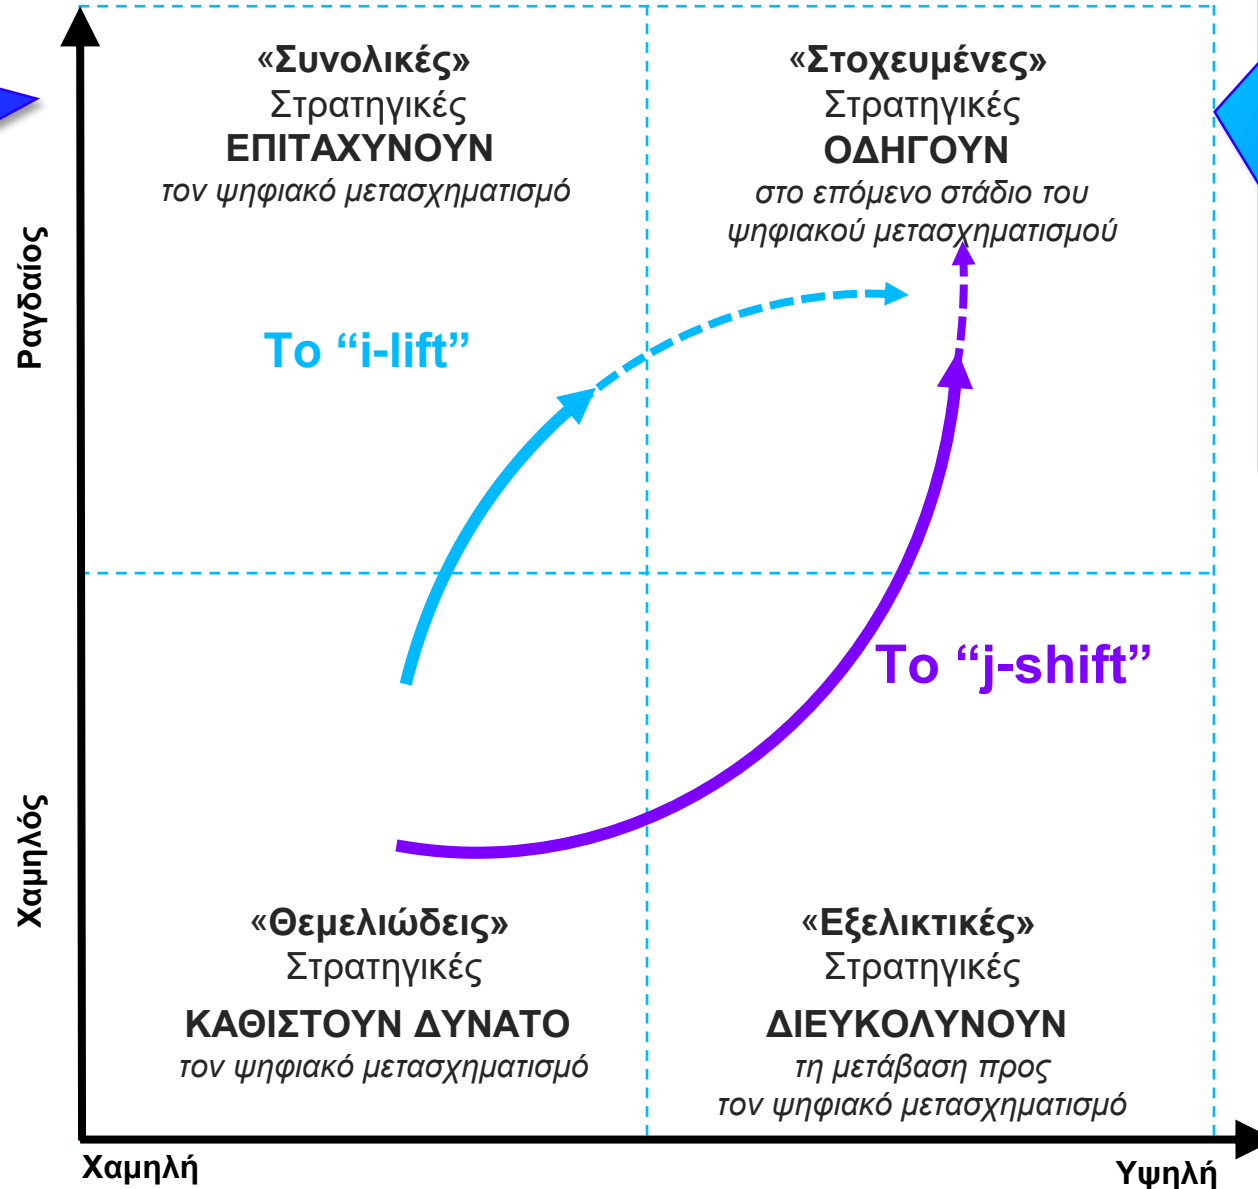 «Συνολικές»
Στρατηγικές
ΕΠΙΤΑΧΥΝΟΥΝ
τον ψηφιακό μετασχηματισμό
«Στοχευμένες»
Στρατηγικές
ΟΔΗΓΟΥΝ
στο επόμενο στάδιο του
ψηφιακού μετασχηματισμού
Ραγδαίος
Το “i-lift”
Το “j-shift”
Χαμηλός
«Θεμελιώδεις»
Στρατηγικές
ΚΑΘΙΣΤΟΥΝ ΔΥΝΑΤΟ
τον ψηφιακό μετασχηματισμό
«Εξελικτικές»
Στρατηγικές
ΔΙΕΥΚΟΛΥΝΟΥΝ
τη μετάβαση προς
τον ψηφιακό μετασχηματισμό
Χαμηλή
Υψηλή